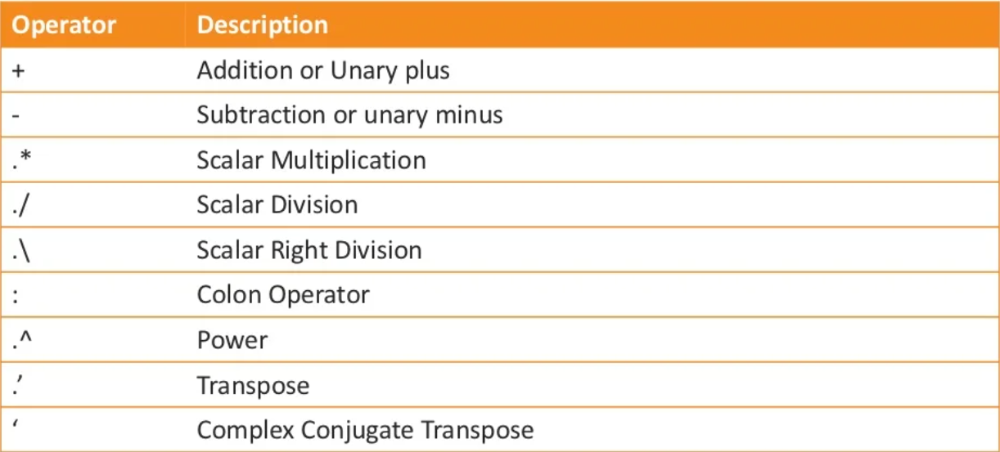 Operator Description
+ Addition or Unary plus
- Subtraction or unary minus
.* Scalar Multiplication
./ Scalar Division
.\ Scalar Right Division
: Colon Operator
.^ Power
.’ Transpose
‘ Complex Conjugate Transpose